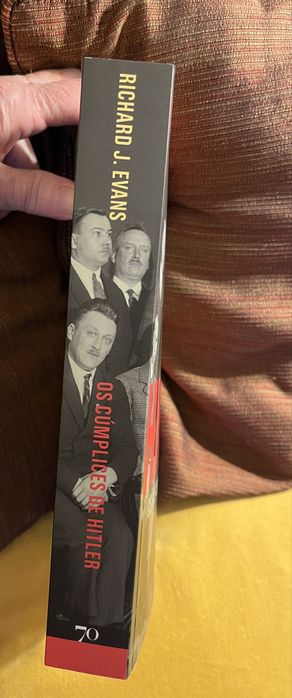 RICHARD J. EVANS
OS CÚMPLICES DE HITLER
70